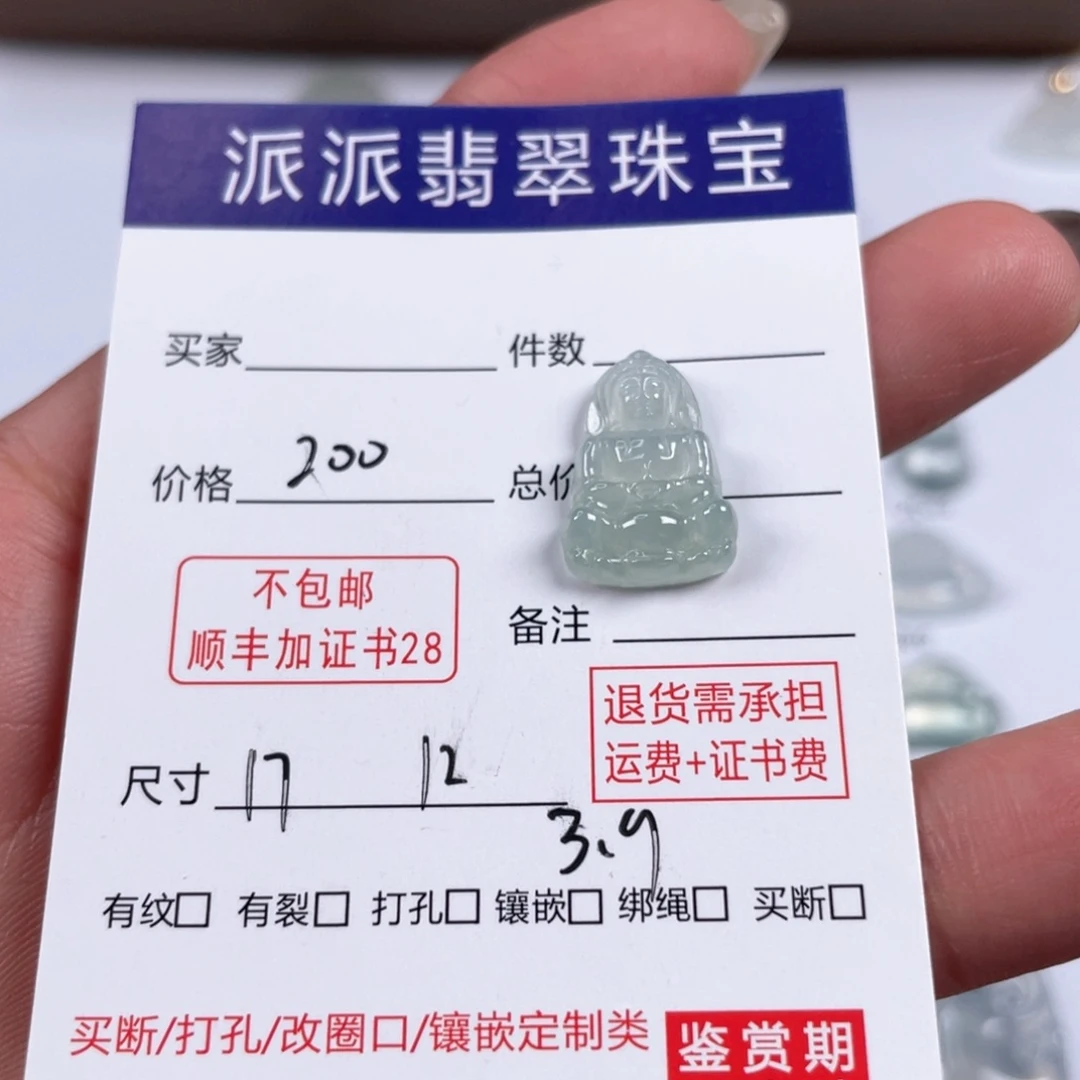 派派翡翠珠宝
买家 件数
价格 200 总价
不包邮
顺丰加证书28
备注
退货需承担
运费+证书费
尺寸 17 12 3.9
有纹□ 有裂□ 打孔□ 镶嵌□ 绑绳□ 买断□
买断/打孔/改圈口/镶嵌定制类 鉴赏期